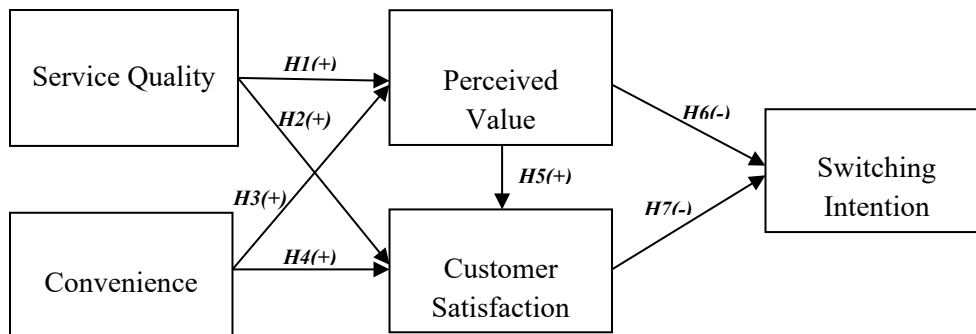 Service Quality
H1(+)
Perceived
Value
H2(+)
H6(-)
Switching
Intention
H3(+)
H5(+)
H7(-)
Convenience
H4(+)
Customer
Satisfaction